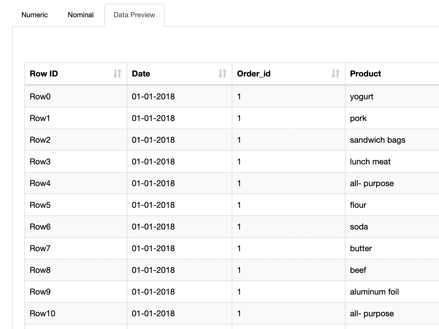 Numeric Nominal Data Preview
Row ID Date Order_id Product
Row0 01-01-2018 1 yogurt
Row1 01-01-2018 1 pork
Row2 01-01-2018 1 sandwich bags
Row3 01-01-2018 1 lunch meat
Row4 01-01-2018 1 all- purpose
Row5 01-01-2018 1 flour
Row6 01-01-2018 1 soda
Row7 01-01-2018 1 butter
Row8 01-01-2018 1 beef
Row9 01-01-2018 1 aluminum foil
Row10 01-01-2018 1 all- purpose